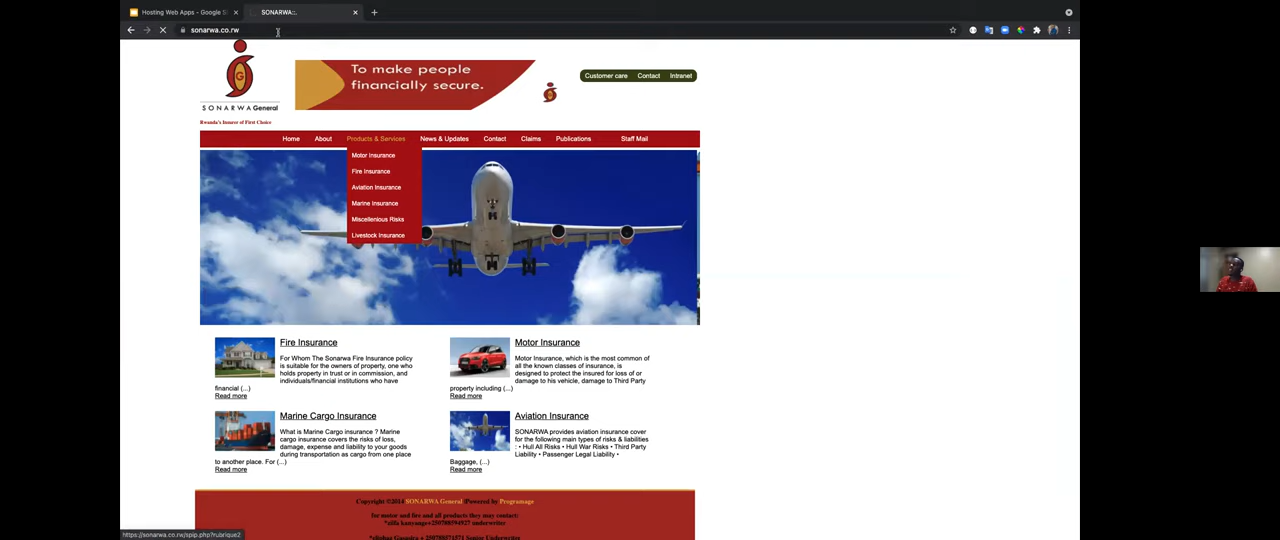 Hosting Web Apps - Google S
SONARWA::.
sonarwa.co.rw
To make people
financially secure.
Customer care Contact Intranet
SONARWA General
Rwanda's Insurer of First Choice
Home About Products & Services News & Updates Contact Claims Publications Staff Mail
Motor Insurance
Fire Insurance
Aviation Insurance
Marine Insurance
Miscellenious Risks
Livestock Insurance
Fire Insurance
For Whom The Sonarwa Fire Insurance policy
is suitable for the owners of property, one who
holds property in trust or in commission, and
individuals/financial institutions who have
financial (...)
Read more
Motor Insurance
Motor Insurance, which is the most common of
all the known classes of insurance, is
designed to protect the insured for loss of or
damage to his vehicle, damage to Third Party
property including (...)
Read more
Marine Cargo Insurance
What is Marine Cargo insurance ? Marine
cargo insurance covers the risks of loss,
damage, expense and liability to your goods
during transportation as cargo from one place
to another place. For (...)
Read more
Aviation Insurance
SONARWA provides aviation insurance cover
for the following main types of risks & liabilities
: • Hull All Risks • Hull War Risks • Third Party
Liability • Passenger Legal Liability •
Baggage, (...)
Read more
Copyright ©2014 SONARWA General |Powered by Programage
for motor and fire and all products they may contact:
*zilfa kanyange+250788594927 underwriter
Senior Underwriter
https://sonarwa.co.rw/spip.php?rubrique2